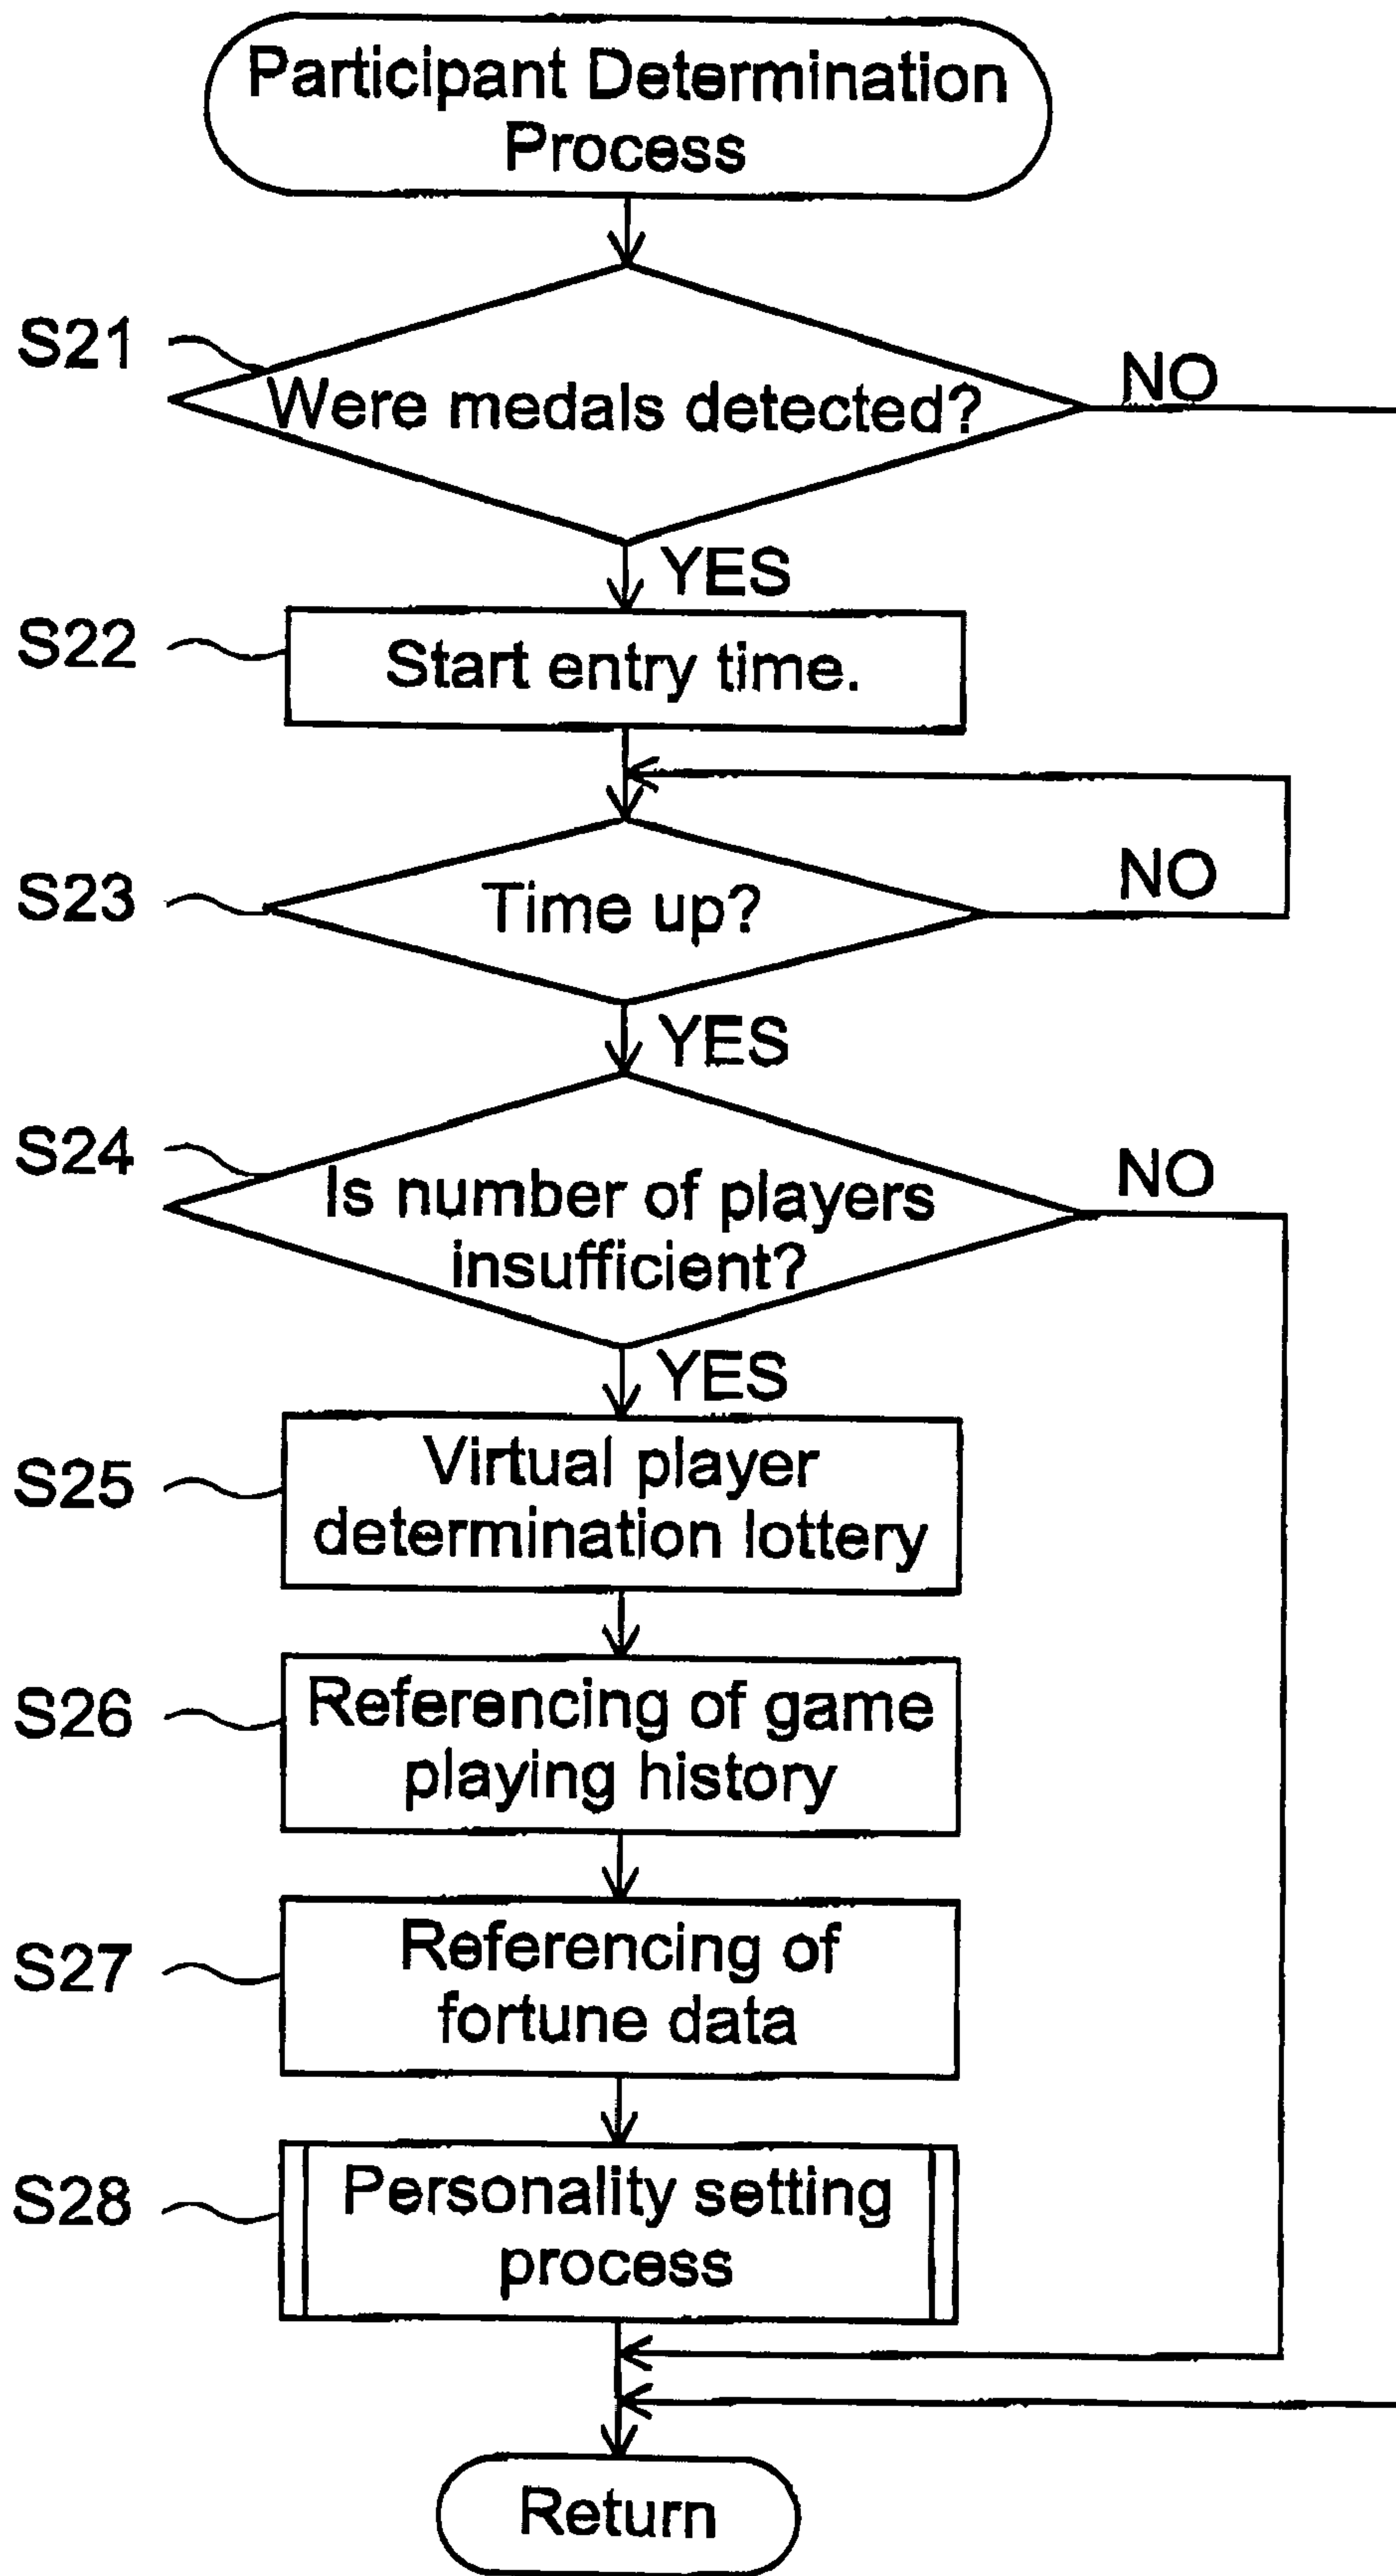 Participant Determination
Process
S21
Were medals detected?
NO
YES
S22
Start entry time.
S23
Time up?
NO
YES
S24
Is number of players
insufficient?
NO
YES
S25
Virtual player
determination lottery
S26
Referencing of game
playing history
S27
Referencing of
fortune data
S28
Personality setting
process
Return